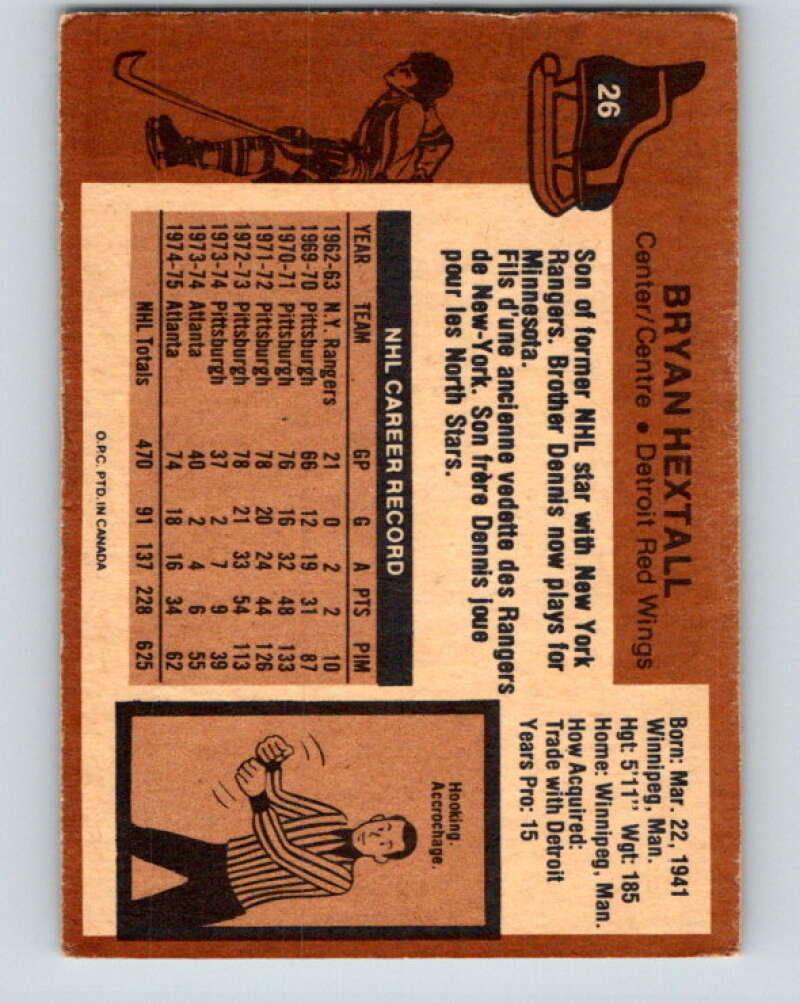 26
BRYAN HEXTALL
Center/Centre • Detroit Red Wings
Born: Mar. 22, 1941
Winnipeg, Man.
Hgt: 5'11" Wgt: 185
Home: Winnipeg, Man.
How Acquired:
Trade with Detroit
Years Pro: 15
Son of former NHL star with New York
Rangers. Brother Dennis now plays for
Minnesota.
Fils d'une ancienne vedette des Rangers
de New-York. Son frère Dennis joue
pour les North Stars.
NHL CAREER RECORD
YEAR TEAM GP G A PTS PIM
1962-63 N.Y. Rangers 21 0 2 2 10
1969-70 Pittsburgh 66 12 19 31 87
1970-71 Pittsburgh 76 16 32 48 133
1971-72 Pittsburgh 78 20 24 44 126
1972-73 Pittsburgh 78 21 33 54 113
1973-74 Pittsburgh 37 2 7 9 39
1973-74 Atlanta 40 2 4 6 55
1974-75 Atlanta 74 18 16 34 62
NHL Totals 470 91 137 228 625
Hooking.
Accrochage.
O.P.C. PTD. IN CANADA